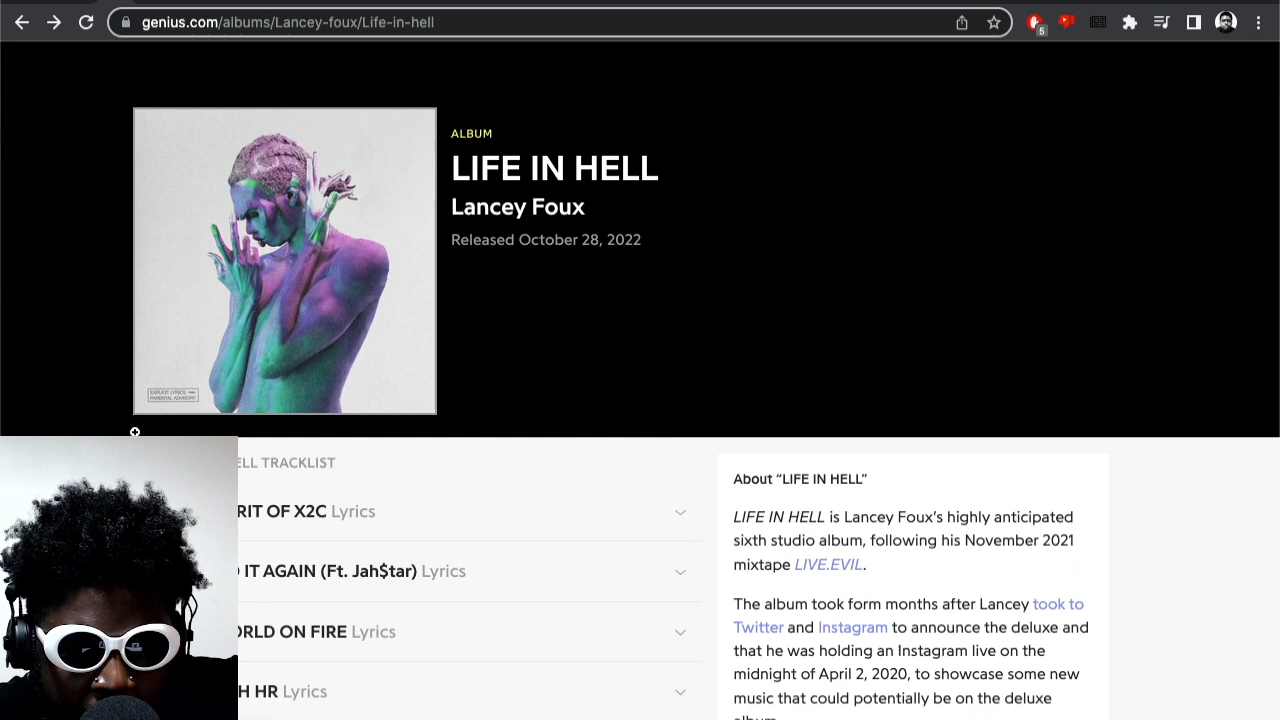 genius.com/albums/Lancey-foux/Life-in-hell
5
ALBUM
LIFE IN HELL
Lancey Foux
Released October 28, 2022
EXPLICIT LYRICS
PARENTAL ADVISORY
ELL TRACKLIST
RIT OF X2C Lyrics
IT AGAIN (Ft. Jah$tar) Lyrics
ORLD ON FIRE Lyrics
H HR Lyrics
About “LIFE IN HELL”
LIFE IN HELL is Lancey Foux’s highly anticipated
sixth studio album, following his November 2021
mixtape LIVE.EVIL.
The album took form months after Lancey took to
Twitter and Instagram to announce the deluxe and
that he was holding an Instagram live on the
midnight of April 2, 2020, to showcase some new
music that could potentially be on the deluxe